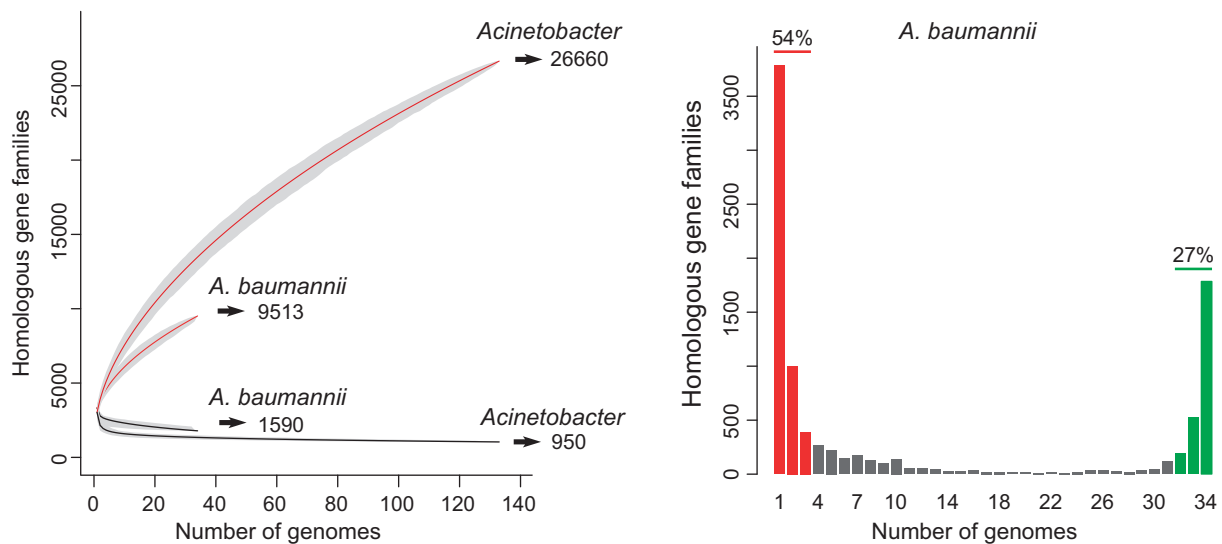 Acinetobacter
26660
A. baumannii
9513
A. baumannii
1590
Acinetobacter
950
Homologous gene families
0
5000
15000
25000
0 20 40 60 80 100 120 140
Number of genomes
A. baumannii
54%
27%
Homologous gene families
0
500
1500
2500
3500
1 4 7 10 14 18 22 26 30 34
Number of genomes